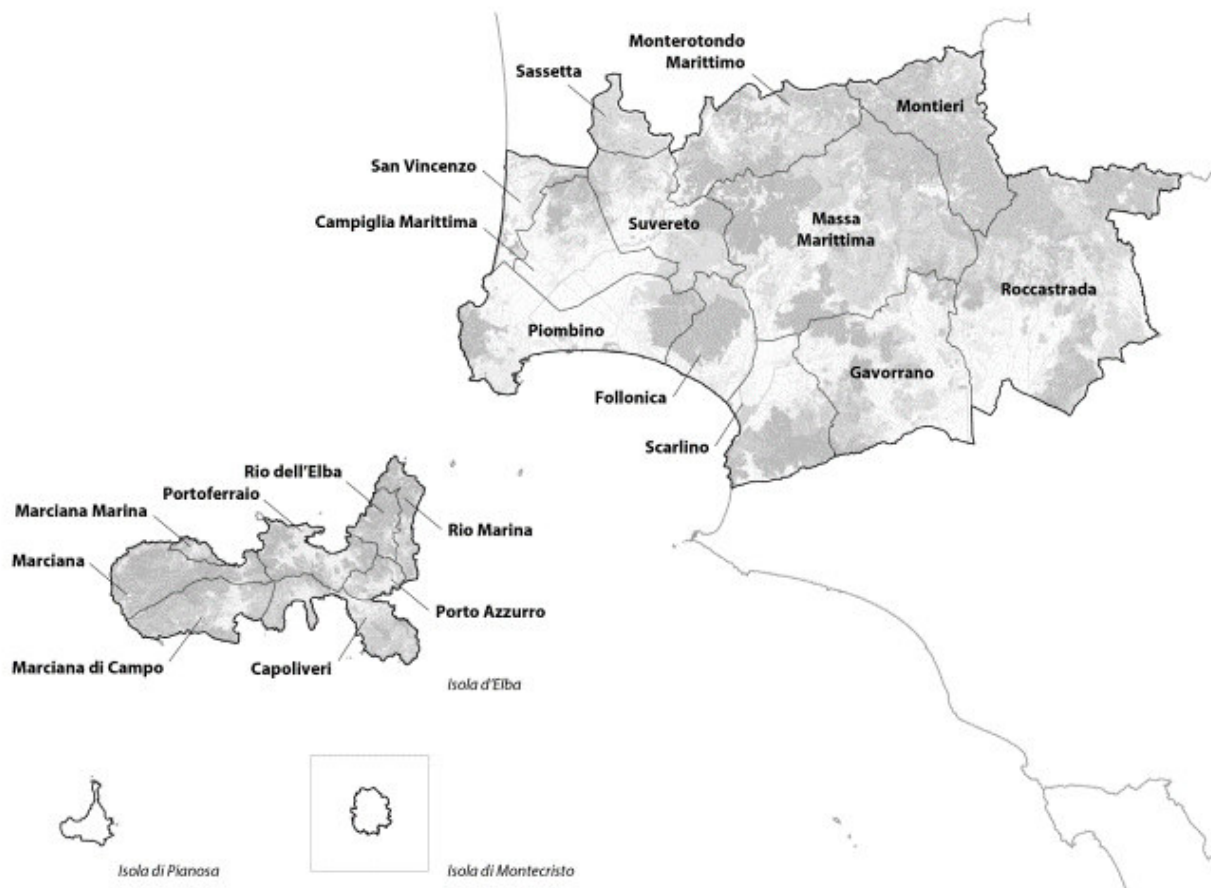 Monterotondo
Marittimo
Sassetta
Montieri
San Vincenzo
Campiglia Marittima
Suvereto
Massa
Marittima
Roccastrada
Piombino
Gavorrano
Follonica
Scarlino
Rio dell'Elba
Portoferraio
Marciana Marina
Rio Marina
Marciana
Porto Azzurro
Marciana di Campo
Capoliveri
Isola d'Elba
Isola di Pianosa
Isola di Montecristo